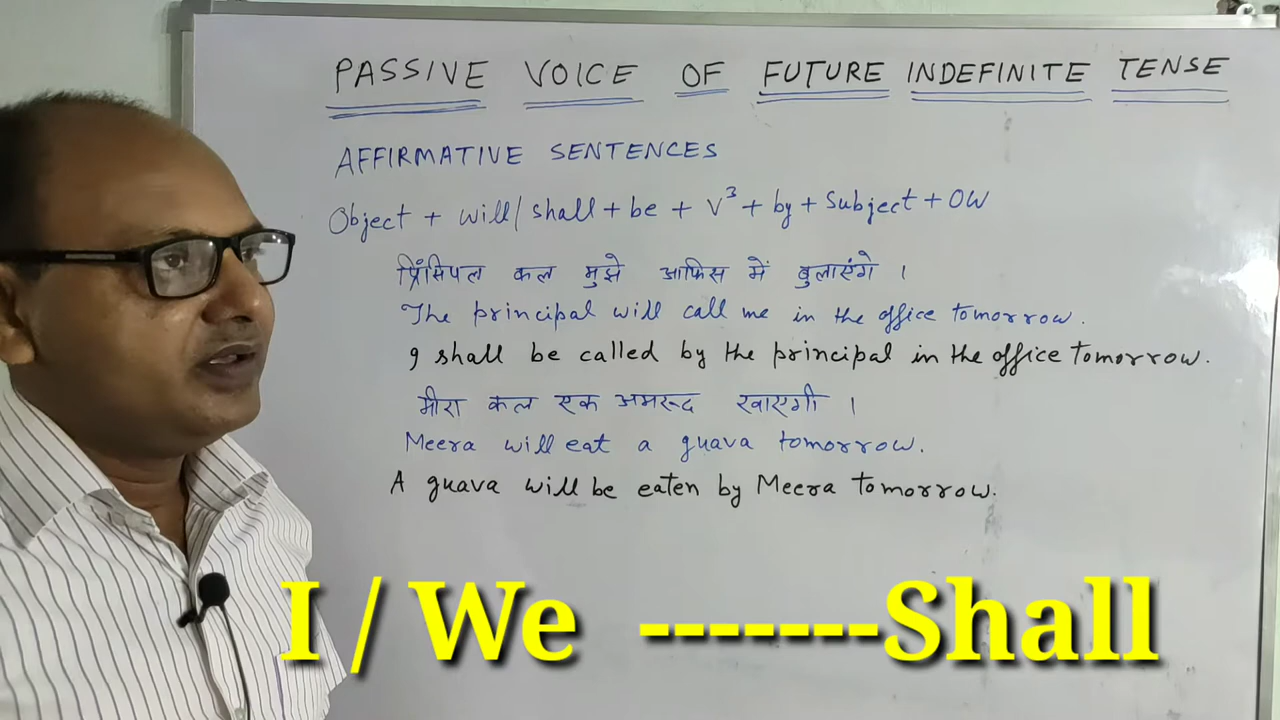 PASSIVE VOICE OF FUTURE INDEFINITE TENSE
AFFIRMATIVE SENTENCES
Object + will/shall + be + V³ + by + Subject + OW
प्रिंसिपल कल मुझे आफिस में बुलाएंगे ।
The principal will call me in the office tomorrow.
I shall be called by the principal in the office tomorrow.
मीरा कल एक अमरूद खाएगी ।
Meera will eat a guava tomorrow.
A guava will be eaten by Meera tomorrow.
I / We -------Shall